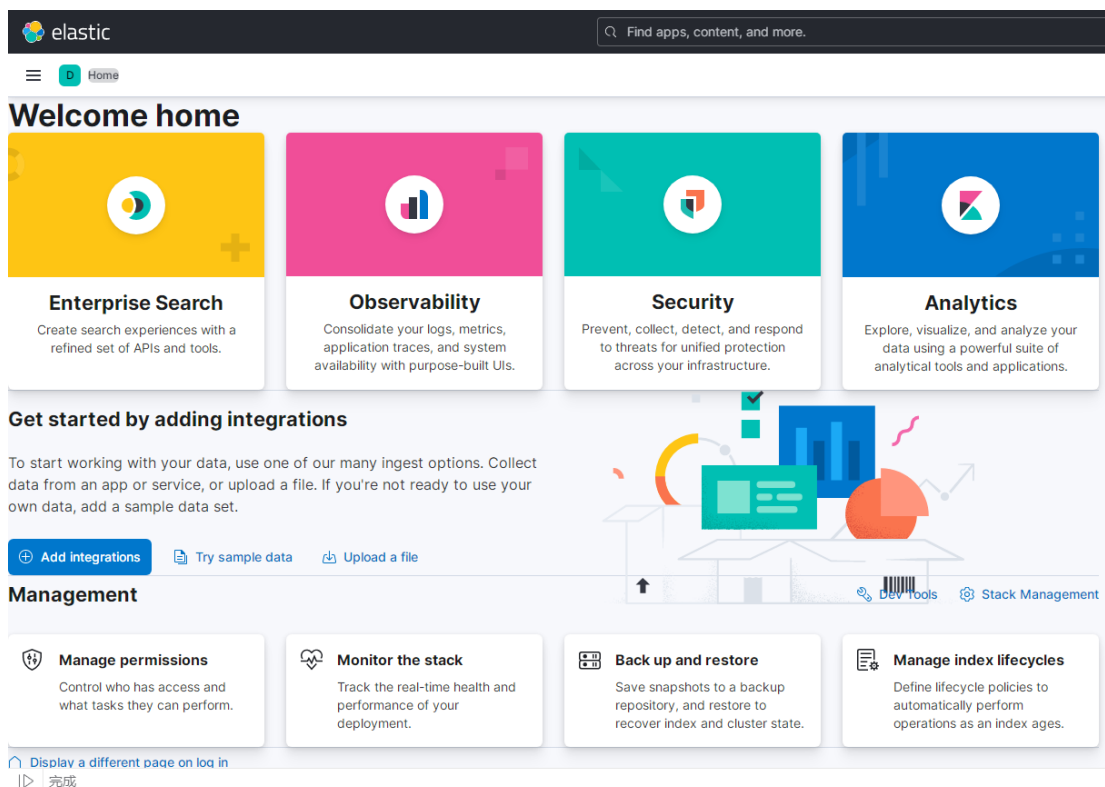 elastic
Find apps, content, and more.
D
Home
Welcome home
Enterprise Search
Create search experiences with a
refined set of APIs and tools.
Observability
Consolidate your logs, metrics,
application traces, and system
availability with purpose-built UIs.
Security
Prevent, collect, detect, and respond
to threats for unified protection
across your infrastructure.
Analytics
Explore, visualize, and analyze your
data using a powerful suite of
analytical tools and applications.
Get started by adding integrations
To start working with your data, use one of our many ingest options. Collect
data from an app or service, or upload a file. If you're not ready to use your
own data, add a sample data set.
Add integrations
Try sample data
Upload a file
Management
Dev Tools
Stack Management
Manage permissions
Control who has access and
what tasks they can perform.
Monitor the stack
Track the real-time health and
performance of your
deployment.
Back up and restore
Save snapshots to a backup
repository, and restore to
recover index and cluster state.
Manage index lifecycles
Define lifecycle policies to
automatically perform
operations as an index ages.
Display a different page on log in
完成